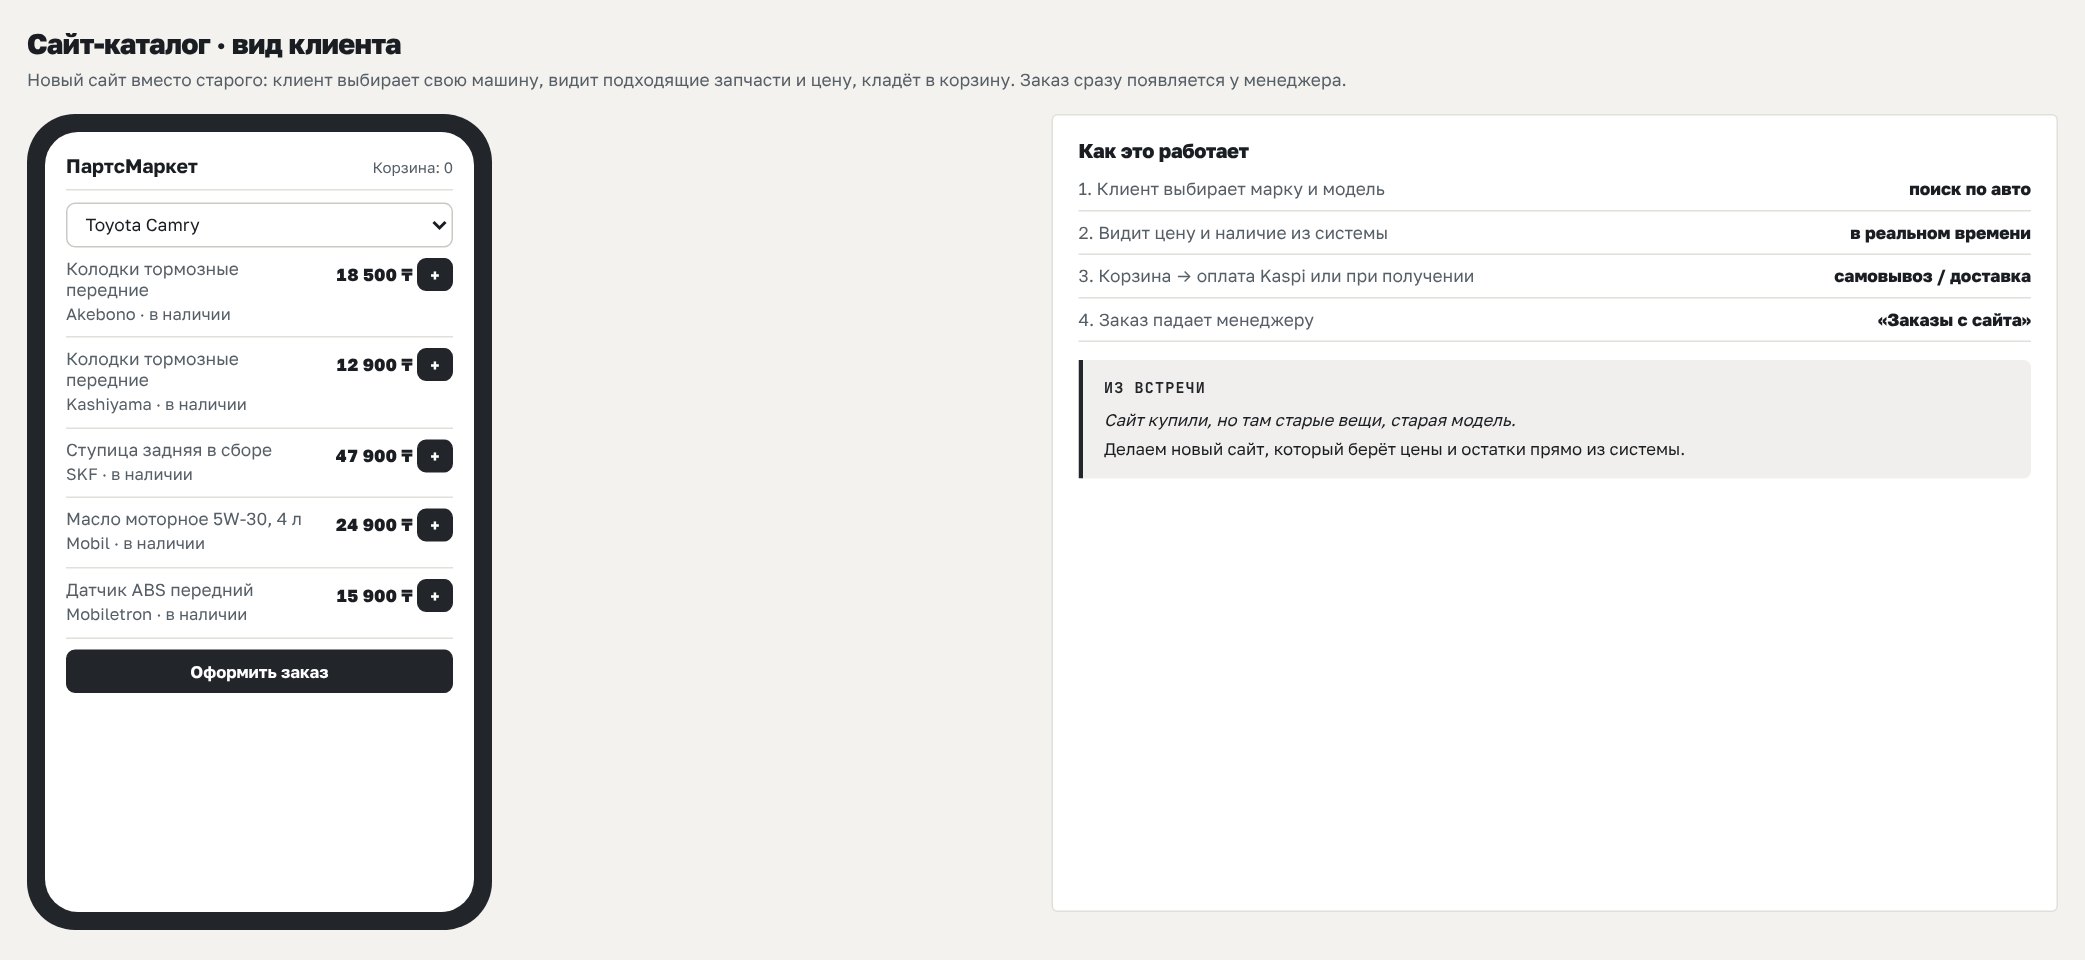 Сайт-каталог · вид клиента
Новый сайт вместо старого: клиент выбирает свою машину, видит подходящие запчасти и цену, кладёт в корзину. Заказ сразу появляется у менеджера.
ПартсМаркет Корзина: 0
Toyota Camry
Колодки тормозные
передние
18 500 ₸ +
Akebono · в наличии
Колодки тормозные
передние
12 900 ₸ +
Kashiyama · в наличии
Ступица задняя в сборе 47 900 ₸ +
SKF · в наличии
Масло моторное 5W-30, 4 л 24 900 ₸ +
Mobil · в наличии
Датчик ABS передний 15 900 ₸ +
Mobiletron · в наличии
Оформить заказ
Как это работает
1. Клиент выбирает марку и модель поиск по авто
2. Видит цену и наличие из системы в реальном времени
3. Корзина → оплата Kaspi или при получении самовывоз / доставка
4. Заказ падает менеджеру «Заказы с сайта»
ИЗ ВСТРЕЧИ
Сайт купили, но там старые вещи, старая модель.
Делаем новый сайт, который берёт цены и остатки прямо из системы.